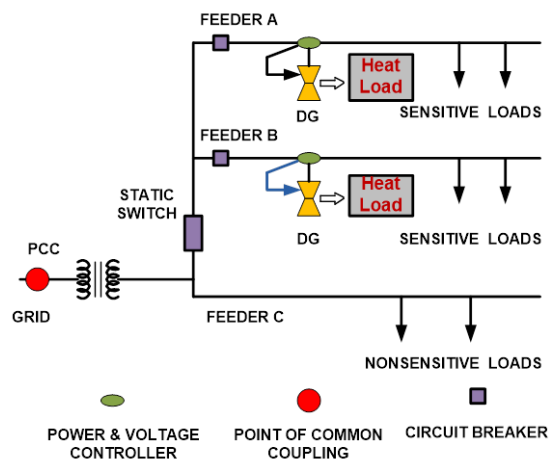 FEEDER A
Heat
Load
DG
SENSITIVE LOADS
FEEDER B
Heat
Load
STATIC
SWITCH
DG
SENSITIVE LOADS
PCC
GRID
FEEDER C
NONSENSITIVE LOADS
POWER & VOLTAGE
CONTROLLER
POINT OF COMMON
COUPLING
CIRCUIT BREAKER